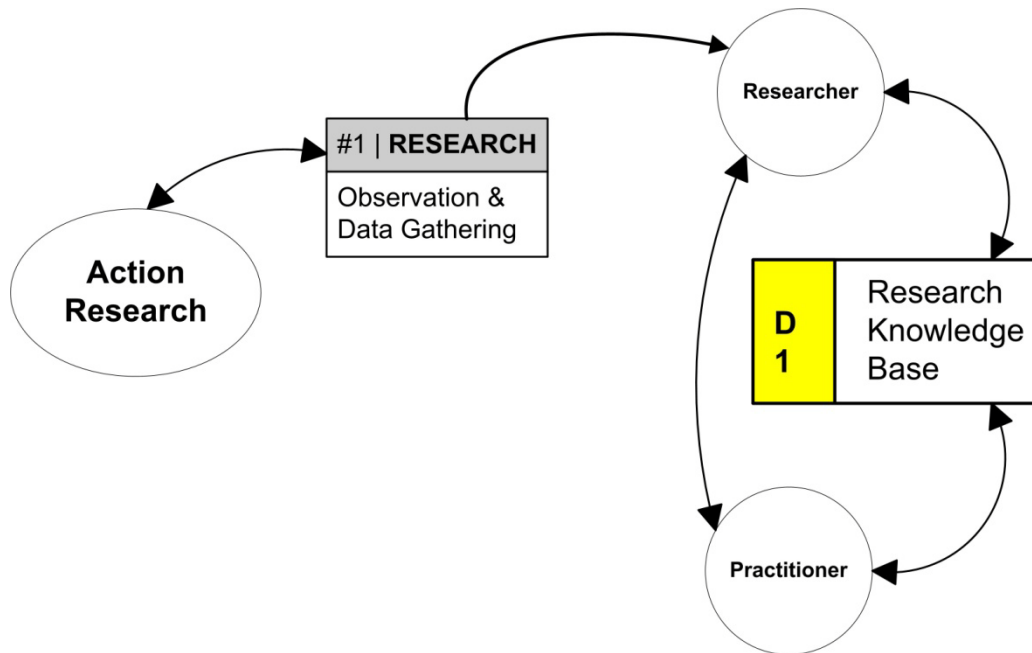 Researcher
#1 | RESEARCH
Observation &
Data Gathering
Action
Research
D
1
Research
Knowledge
Base
Practitioner